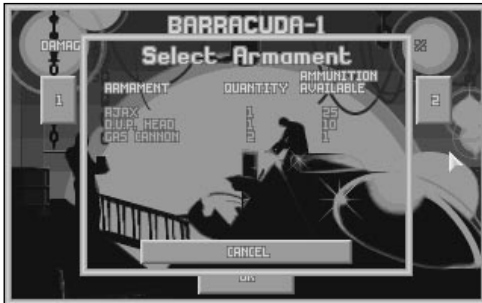 BARRACUDA-1
DAMAG %
Select Armament
ARMAMENT QUANTITY AMMUNITION AVAILABLE
AJAX 1 25
D.U.P. HEAD 1 10
GAS CANNON 2 1
1
2
CANCEL
OK